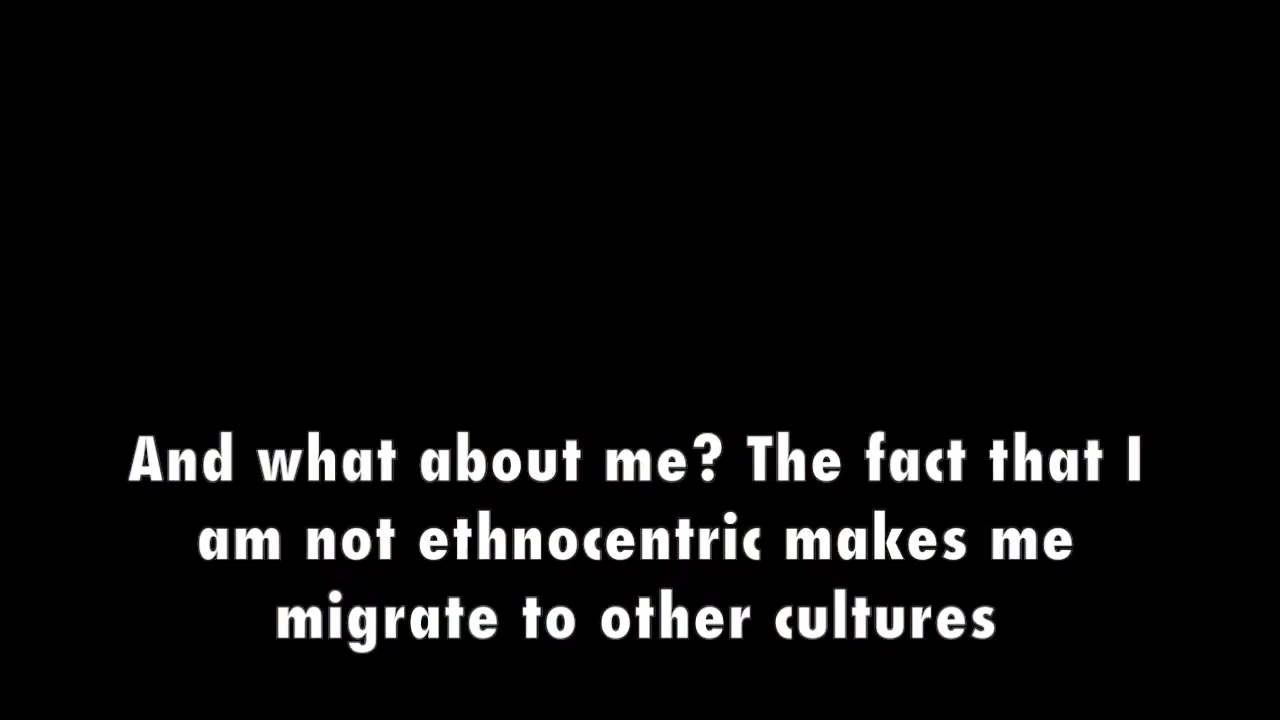 And what about me? The fact that I
am not ethnocentric makes me
migrate to other cultures